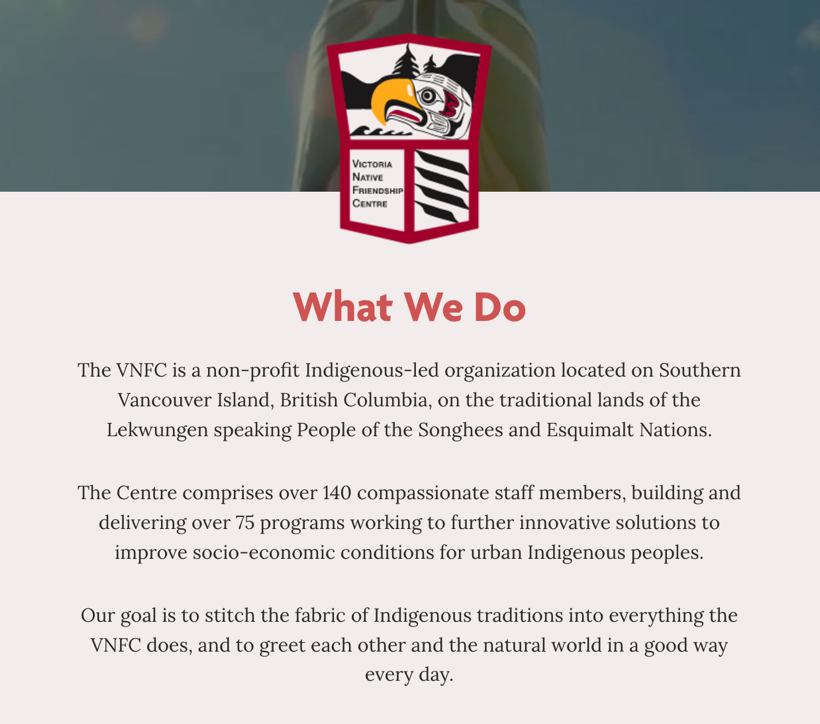 VICTORIA
NATIVE
FRIENDSHIP
CENTRE
What We Do
The VNFC is a non-profit Indigenous-led organization located on Southern
Vancouver Island, British Columbia, on the traditional lands of the
Lekwungen speaking People of the Songhees and Esquimalt Nations.
The Centre comprises over 140 compassionate staff members, building and
delivering over 75 programs working to further innovative solutions to
improve socio-economic conditions for urban Indigenous peoples.
Our goal is to stitch the fabric of Indigenous traditions into everything the
VNFC does, and to greet each other and the natural world in a good way
every day.